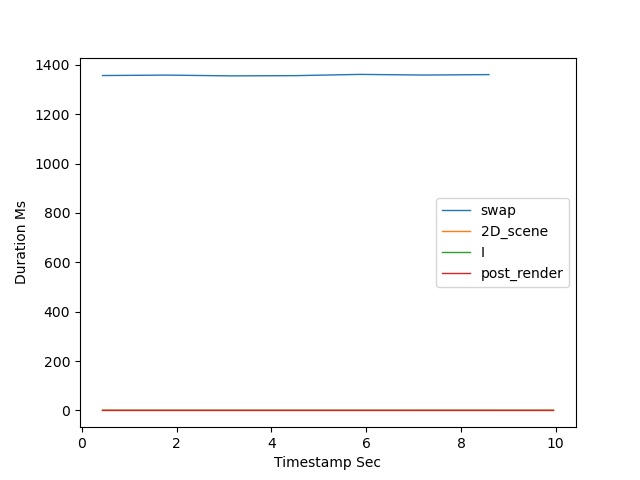 1400
1200
1000
800
600
400
200
0
Duration Ms
swap
2D_scene
I
post_render
0 2 4 6 8 10
Timestamp Sec